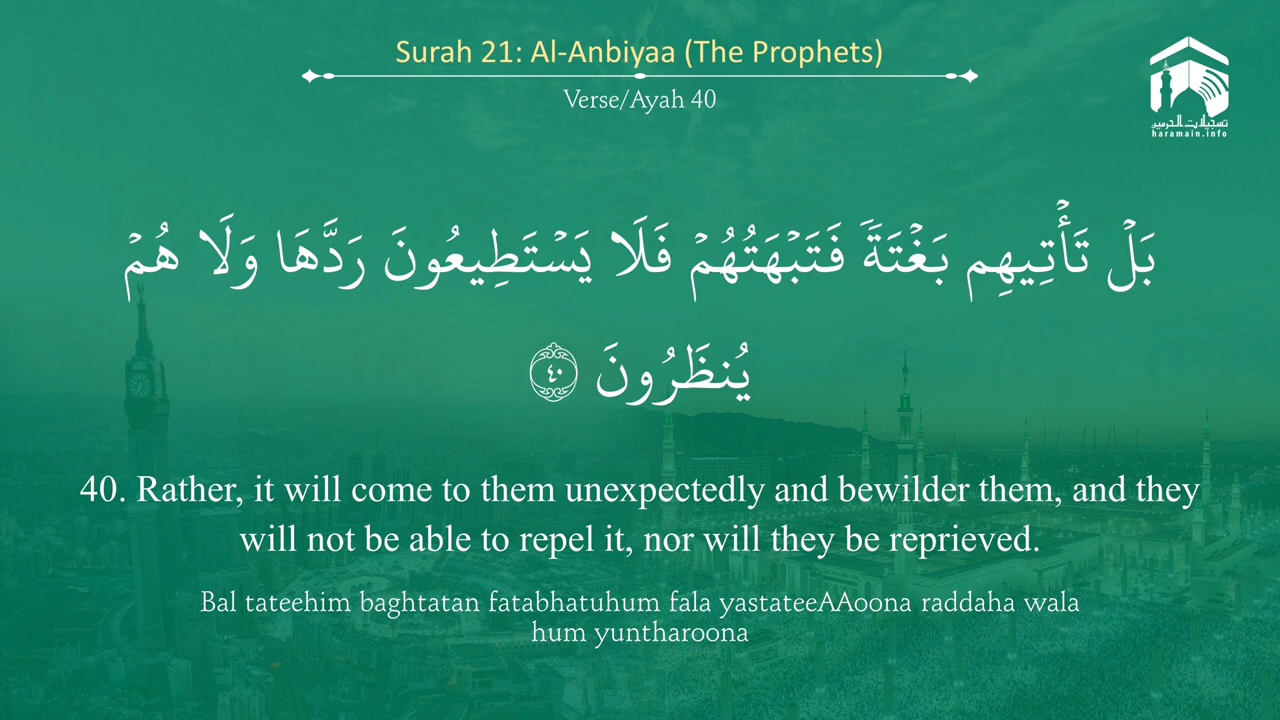 Surah 21: Al-Anbiyaa (The Prophets)
Verse/Ayah 40
تسجيلات الحرمين
haramain.info
بَلْ تَأْتِيهِم بَغْتَةً فَتَبْهَتُهُمْ فَلَا يَسْتَطِيعُونَ رَدَّهَا وَلَا هُمْ
يُنظَرُونَ ٤٠
40. Rather, it will come to them unexpectedly and bewilder them, and they
will not be able to repel it, nor will they be reprieved.
Bal tateehim baghtatan fatabhatuhum fala yastateeAAoona raddaha wala
hum yuntharoona